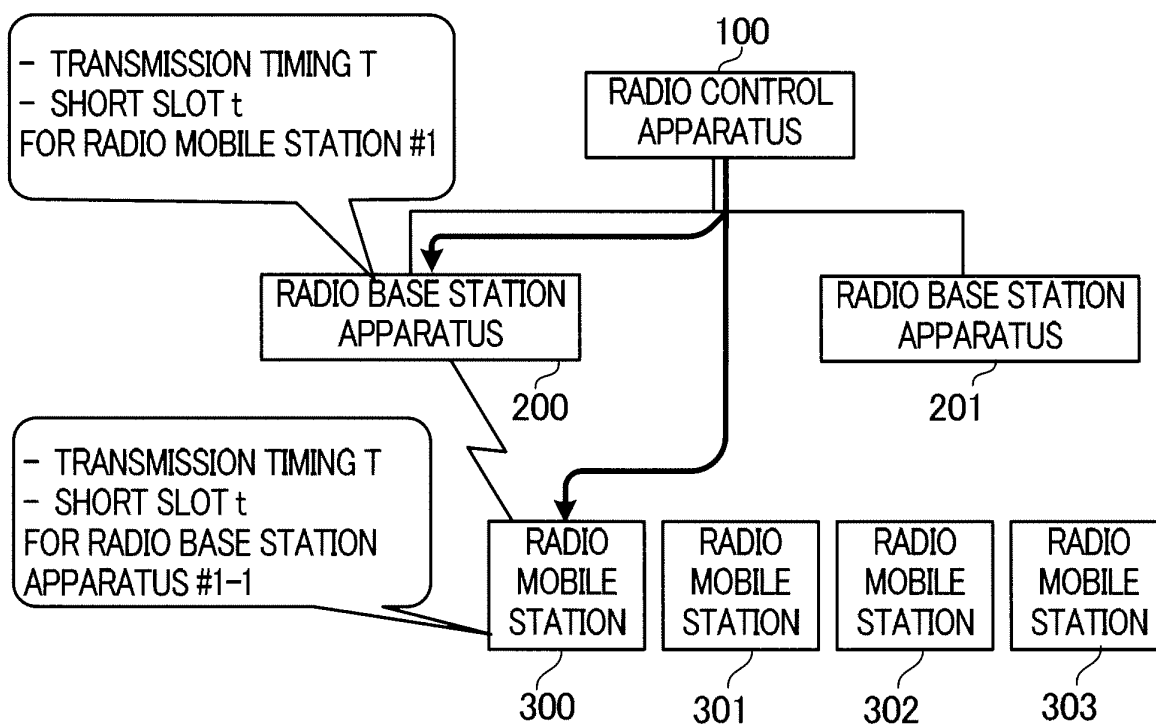 - TRANSMISSION TIMING T
- SHORT SLOT t
FOR RADIO MOBILE STATION #1
100
RADIO CONTROL
APPARATUS
RADIO BASE STATION
APPARATUS
200
RADIO BASE STATION
APPARATUS
201
- TRANSMISSION TIMING T
- SHORT SLOT t
FOR RADIO BASE STATION
APPARATUS #1-1
RADIO
MOBILE
STATION
300
RADIO
MOBILE
STATION
301
RADIO
MOBILE
STATION
302
RADIO
MOBILE
STATION
303